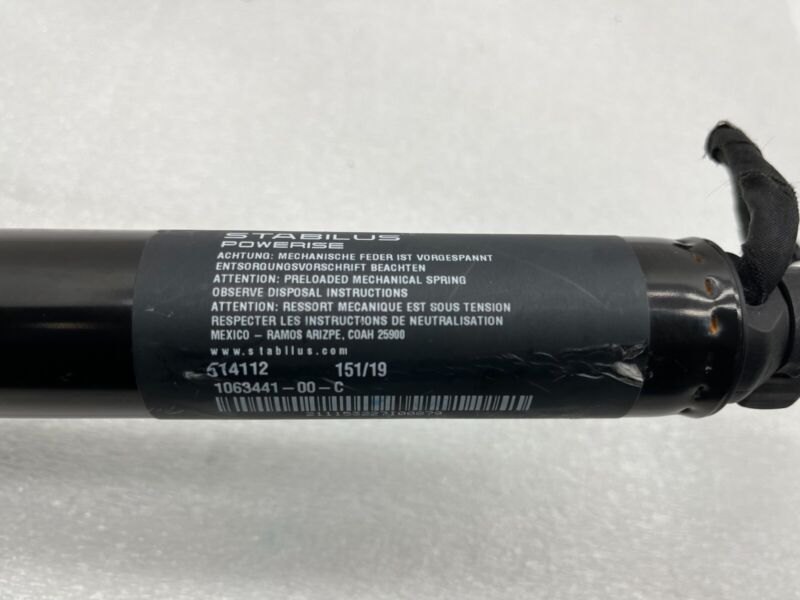 STABILUS
POWERISE
ACHTUNG: MECHANISCHE FEDER IST VORGESPANNT
ENTSORGUNGSVORSCHRIFT BEACHTEN
ATTENTION: PRELOADED MECHANICAL SPRING
OBSERVE DISPOSAL INSTRUCTIONS
ATTENTION: RESSORT MECANIQUE EST SOUS TENSION
RESPECTER LES INSTRUCTIONS DE NEUTRALISATION
MEXICO – RAMOS ARIZPE, COAH 25900
www.stabilus.com
514112 151/19
1063441-00-C